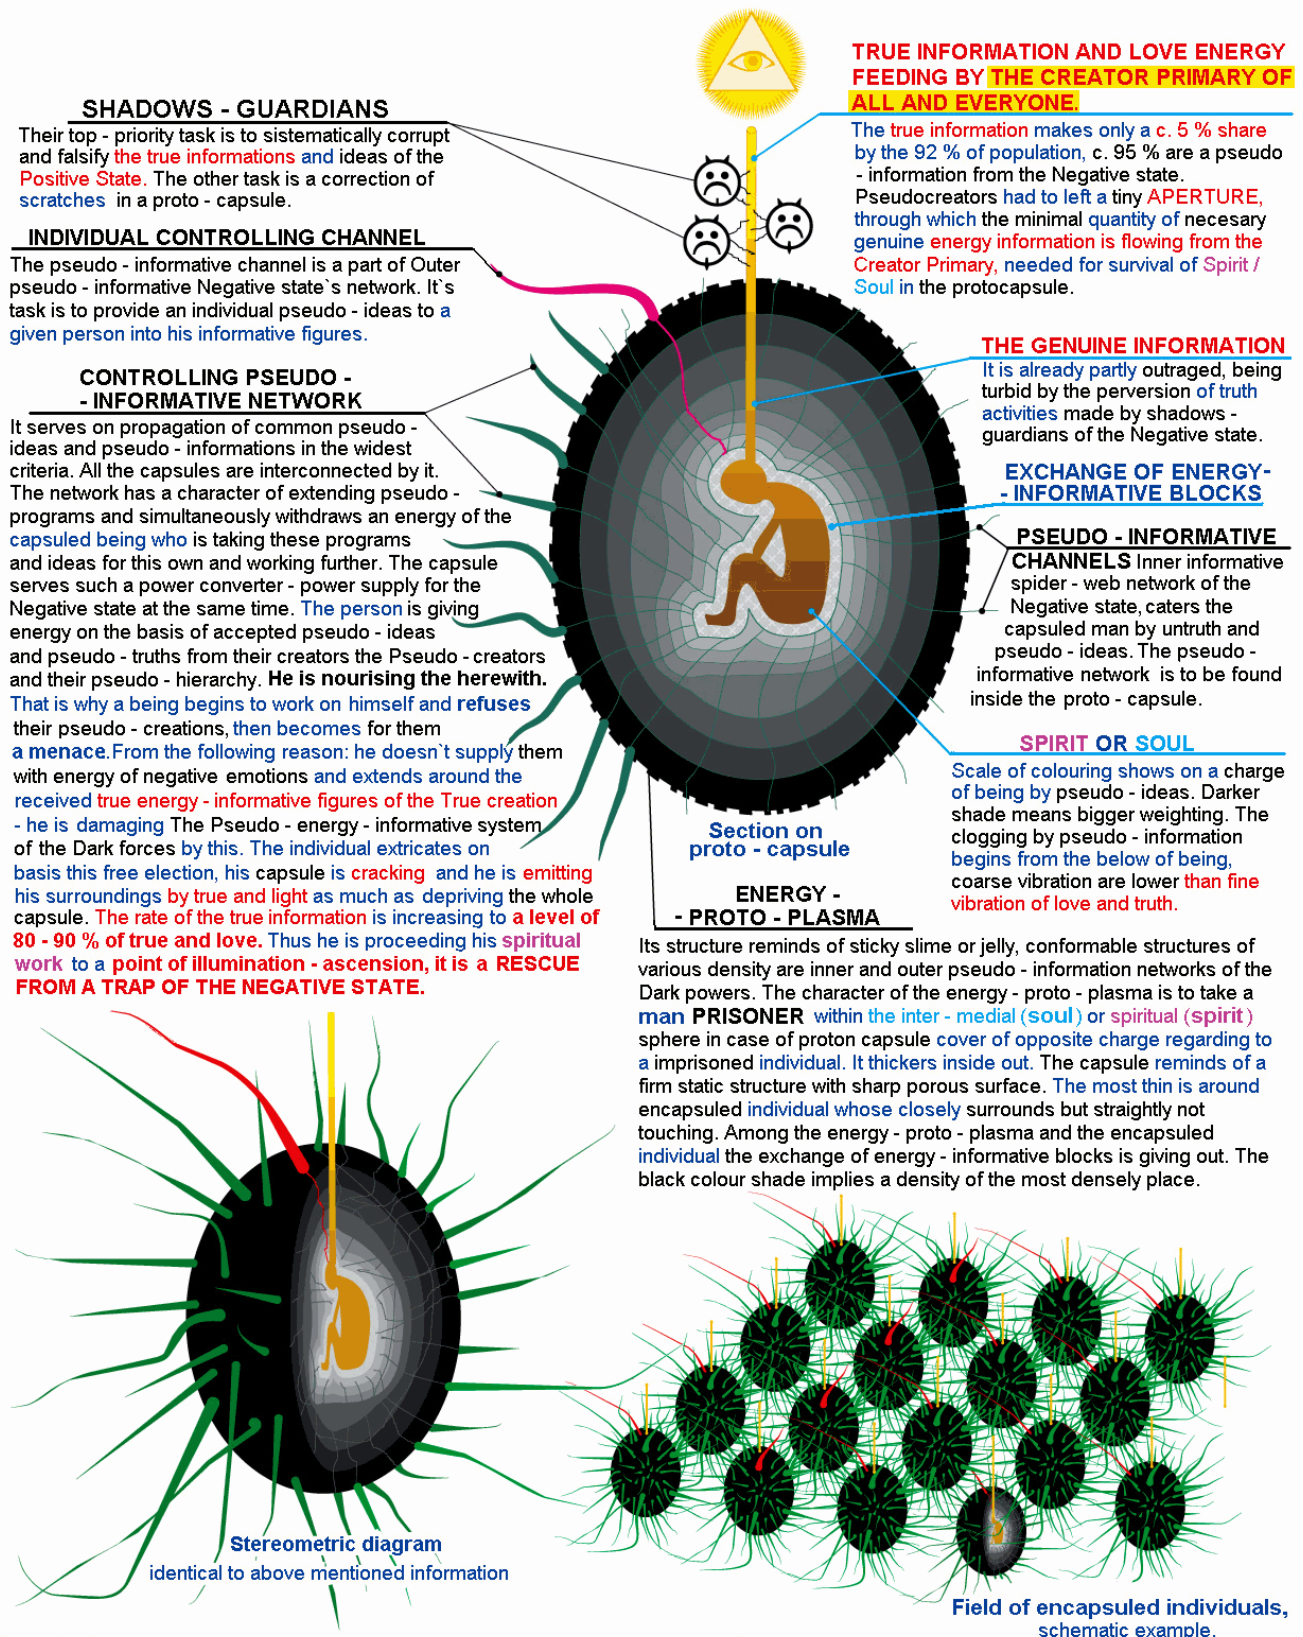 TRUE INFORMATION AND LOVE ENERGY
FEEDING BY THE CREATOR PRIMARY OF
ALL AND EVERYONE.
The true information makes only a c. 5 % share
by the 92 % of population, c. 95 % are a pseudo
- information from the Negative state.
Pseudocreators had to left a tiny APERTURE,
through which the minimal quantity of necesary
genuine energy information is flowing from the
Creator Primary, needed for survival of Spirit /
Soul in the protocapsule.
SHADOWS - GUARDIANS
Their top - priority task is to sistematically corrupt
and falsify the true informations and ideas of the
Positive State. The other task is a correction of
scratches in a proto - capsule.
INDIVIDUAL CONTROLLING CHANNEL
The pseudo - informative channel is a part of Outer
pseudo - informative Negative state`s network. It`s
task is to provide an individual pseudo - ideas to a
given person into his informative figures.
CONTROLLING PSEUDO -
- INFORMATIVE NETWORK
It serves on propagation of common pseudo -
ideas and pseudo - informations in the widest
criteria. All the capsules are interconnected by it.
The network has a character of extending pseudo -
programs and simultaneously withdraws an energy of the
capsuled being who is taking these programs
and ideas for this own and working further. The capsule
serves such a power converter - power supply for the
Negative state at the same time. The person is giving
energy on the basis of accepted pseudo - ideas
and pseudo - truths from their creators the Pseudo - creators
and their pseudo - hierarchy. He is nourising the herewith.
That is why a being begins to work on himself and refuses
their pseudo - creations, then becomes for them
a menace.From the following reason: he doesn`t supply them
with energy of negative emotions and extends around the
received true energy - informative figures of the True creation
- he is damaging The Pseudo - energy - informative system
of the Dark forces by this. The individual extricates on
basis this free election, his capsule is cracking and he is emitting
his surroundings by true and light as much as depriving the whole
capsule. The rate of the true information is increasing to a level of
80 - 90 % of true and love. Thus he is proceeding his spiritual
work to a point of illumination - ascension, it is a RESCUE
FROM A TRAP OF THE NEGATIVE STATE.
THE GENUINE INFORMATION
It is already partly outraged, being
turbid by the perversion of truth
activities made by shadows -
guardians of the Negative state.
EXCHANGE OF ENERGY-
- INFORMATIVE BLOCKS
PSEUDO - INFORMATIVE
CHANNELS Inner informative
spider - web network of the
Negative state, caters the
capsuled man by untruth and
pseudo - ideas. The pseudo -
informative network is to be found
inside the proto - capsule.
SPIRIT OR SOUL
Scale of colouring shows on a charge
of being by pseudo - ideas. Darker
shade means bigger weighting. The
clogging by pseudo - information
begins from the below of being,
coarse vibration are lower than fine
vibration of love and truth.
Section on
proto - capsule
ENERGY -
- PROTO - PLASMA
Its structure reminds of sticky slime or jelly, conformable structures of
various density are inner and outer pseudo - information networks of the
Dark powers. The character of the energy - proto - plasma is to take a
man PRISONER within the inter - medial (soul) or spiritual (spirit)
sphere in case of proton capsule cover of opposite charge regarding to
a imprisoned individual. It thickers inside out. The capsule reminds of a
firm static structure with sharp porous surface. The most thin is around
encapsuled individual whose closely surrounds but straightly not
touching. Among the energy - proto - plasma and the encapsuled
individual the exchange of energy - informative blocks is giving out. The
black colour shade implies a density of the most densely place.
Stereometric diagram
identical to above mentioned information
Field of encapsuled individuals,
schematic example.